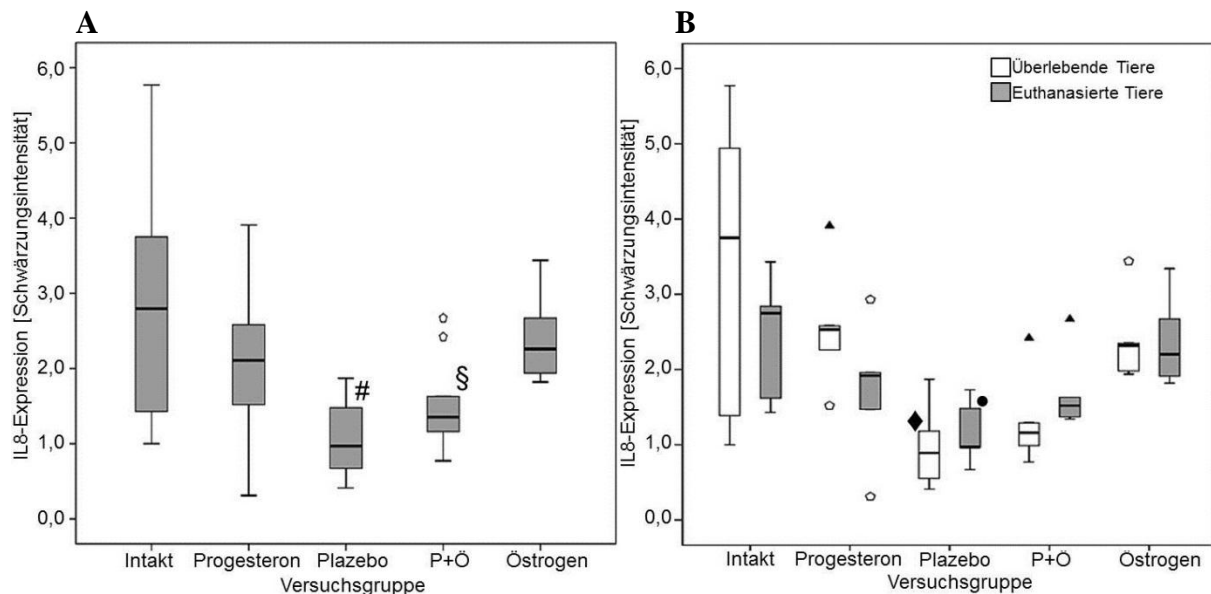 A
IL8-Expression [Schwärzungsintensität]
6,0
5,0
4,0
3,0
2,0
1,0
0,0
#
§
Intakt Progesteron Plazebo P+Ö Östrogen
Versuchsgruppe
B
IL8-Expression [Schwärzungsintensität]
6,0
5,0
4,0
3,0
2,0
1,0
0,0
Überlebende Tiere
Euthanasierte Tiere
Intakt Progesteron Plazebo P+Ö Östrogen
Versuchsgruppe